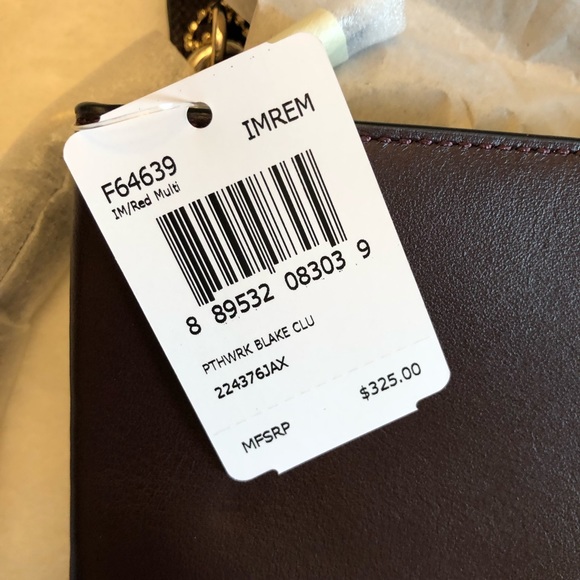 IMREM
F64639
IM/Red Multi
8 89532 08303 9
PTHWRK BLAKE CLU
224376JAX
MFSRP $325.00